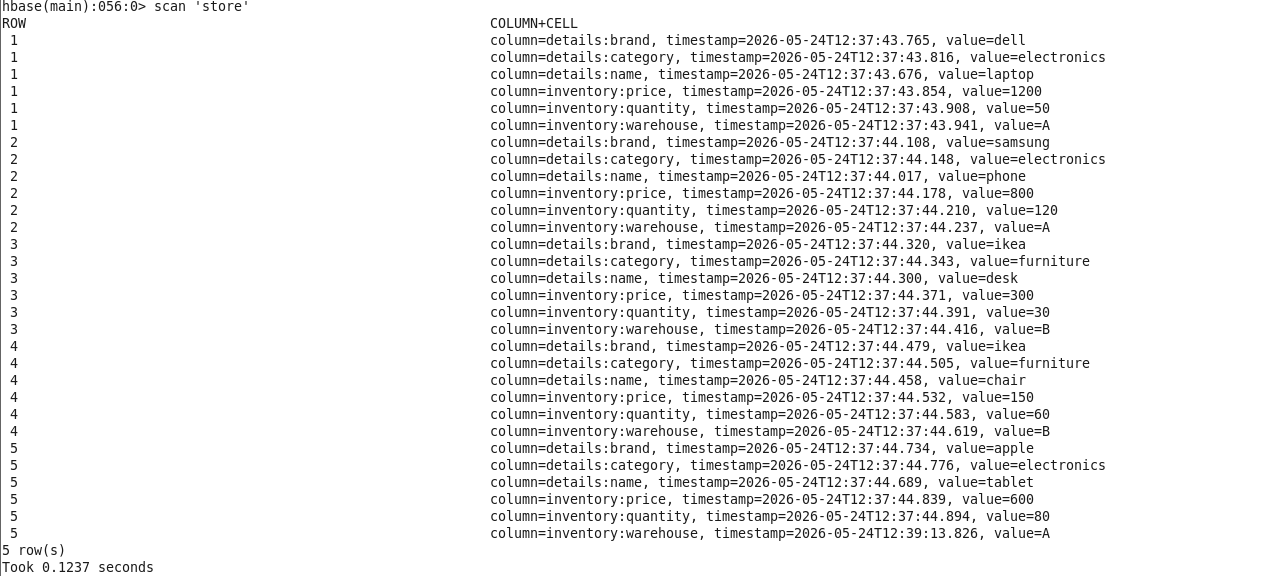 hbase(main):056:0> scan 'store'
ROW COLUMN+CELL
1 column=details:brand, timestamp=2026-05-24T12:37:43.765, value=dell
1 column=details:category, timestamp=2026-05-24T12:37:43.816, value=electronics
1 column=details:name, timestamp=2026-05-24T12:37:43.676, value=laptop
1 column=inventory:price, timestamp=2026-05-24T12:37:43.854, value=1200
1 column=inventory:quantity, timestamp=2026-05-24T12:37:43.908, value=50
1 column=inventory:warehouse, timestamp=2026-05-24T12:37:43.941, value=A
2 column=details:brand, timestamp=2026-05-24T12:37:44.108, value=samsung
2 column=details:category, timestamp=2026-05-24T12:37:44.148, value=electronics
2 column=details:name, timestamp=2026-05-24T12:37:44.017, value=phone
2 column=inventory:price, timestamp=2026-05-24T12:37:44.178, value=800
2 column=inventory:quantity, timestamp=2026-05-24T12:37:44.210, value=120
2 column=inventory:warehouse, timestamp=2026-05-24T12:37:44.237, value=A
3 column=details:brand, timestamp=2026-05-24T12:37:44.320, value=ikea
3 column=details:category, timestamp=2026-05-24T12:37:44.343, value=furniture
3 column=details:name, timestamp=2026-05-24T12:37:44.300, value=desk
3 column=inventory:price, timestamp=2026-05-24T12:37:44.371, value=300
3 column=inventory:quantity, timestamp=2026-05-24T12:37:44.391, value=30
3 column=inventory:warehouse, timestamp=2026-05-24T12:37:44.416, value=B
4 column=details:brand, timestamp=2026-05-24T12:37:44.479, value=ikea
4 column=details:category, timestamp=2026-05-24T12:37:44.505, value=furniture
4 column=details:name, timestamp=2026-05-24T12:37:44.458, value=chair
4 column=inventory:price, timestamp=2026-05-24T12:37:44.532, value=150
4 column=inventory:quantity, timestamp=2026-05-24T12:37:44.583, value=60
4 column=inventory:warehouse, timestamp=2026-05-24T12:37:44.619, value=B
5 column=details:brand, timestamp=2026-05-24T12:37:44.734, value=apple
5 column=details:category, timestamp=2026-05-24T12:37:44.776, value=electronics
5 column=details:name, timestamp=2026-05-24T12:37:44.689, value=tablet
5 column=inventory:price, timestamp=2026-05-24T12:37:44.839, value=600
5 column=inventory:quantity, timestamp=2026-05-24T12:37:44.894, value=80
5 column=inventory:warehouse, timestamp=2026-05-24T12:39:13.826, value=A
5 row(s)
Took 0.1237 seconds